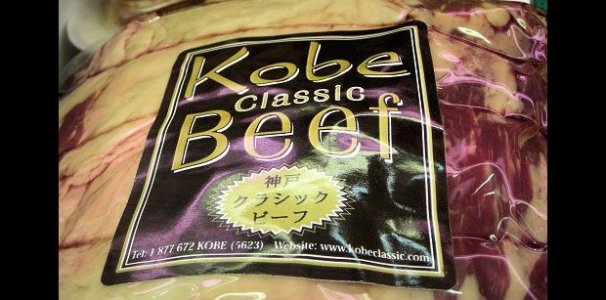 Kobe
Classic
Beef
神戸
クラシック
ビーフ
Tel: 1 877 672 KOBE (5623) Website: www.kobeclassic.com